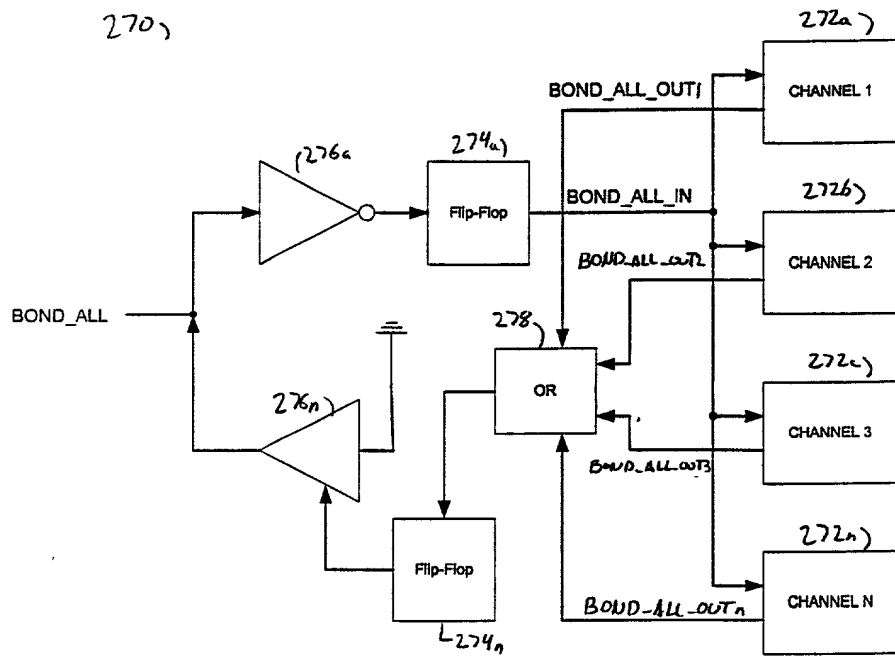 270
272a
BOND_ALL_OUT1
CHANNEL 1
276a
274a
Flip-Flop
BOND_ALL_IN
272b
BOND_ALL_OUT2
CHANNEL 2
BOND_ALL
278
OR
272c
276n
CHANNEL 3
BOND_ALL_OUT3
Flip-Flop
272n
BOND_ALL_OUTn
CHANNEL N
274n